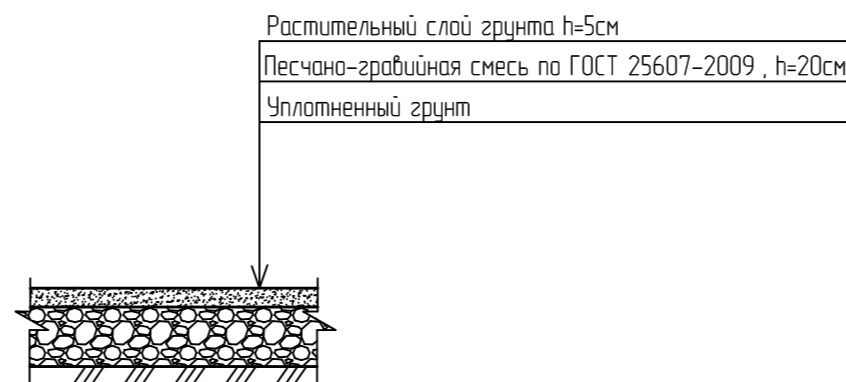 Растительный слой грунта h=5см
Песчано-гравийная смесь по ГОСТ 25607-2009 , h=20см
Уплотненный грунт